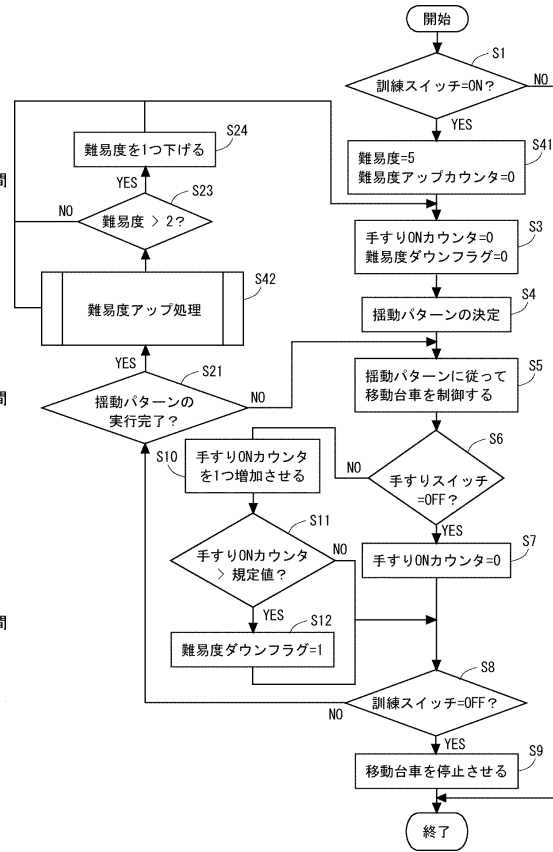 開始
S1
訓練スイッチ=ON?
NO
YES
S41
難易度=5
難易度アップカウンタ=0
S3
手すりONカウンタ=0
難易度ダウンフラグ=0
S4
揺動パターンの決定
S5
揺動パターンに従って
移動台車を制御する
S6
手すりスイッチ
=OFF?
NO
YES
S7
手すりONカウンタ=0
S10
手すりONカウンタ
を1つ増加させる
S11
手すりONカウンタ
> 規定値?
NO
YES
S12
難易度ダウンフラグ=1
S8
訓練スイッチ=OFF?
NO
YES
S9
移動台車を停止させる
終了
S21
揺動パターンの
実行完了?
NO
YES
S42
難易度アップ処理
S23
難易度 > 2?
NO
YES
S24
難易度を1つ下げる
間
間
間